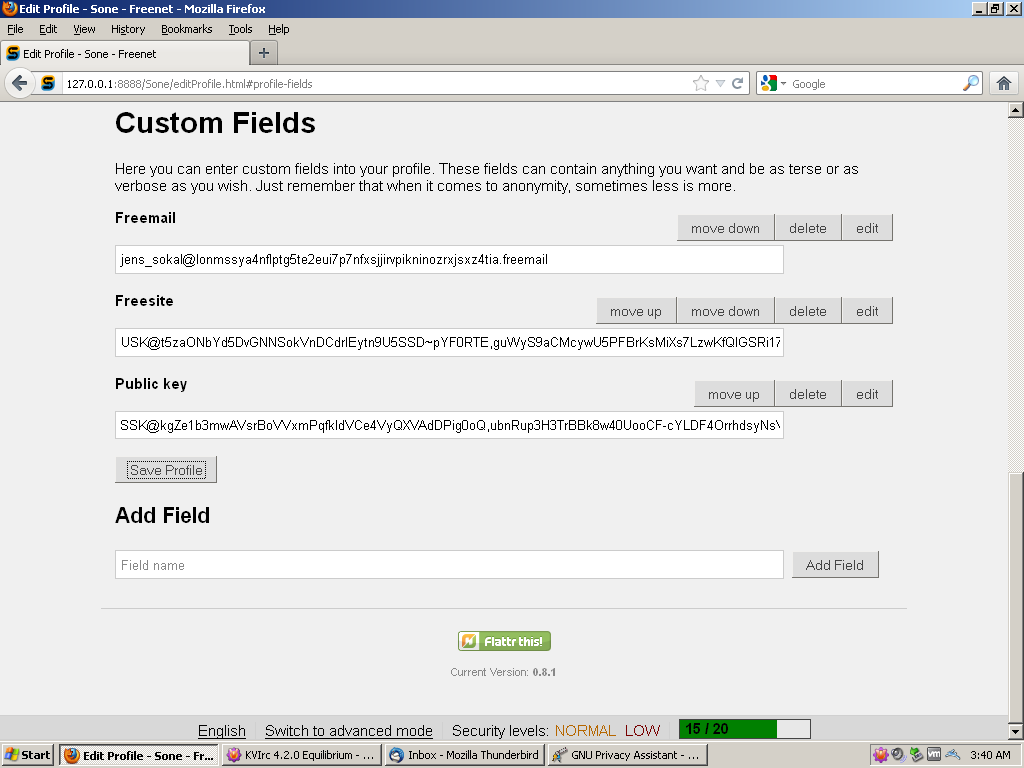 Edit Profile - Sone - Freenet - Mozilla Firefox
File Edit View History Bookmarks Tools Help
Edit Profile - Sone - Freenet
127.0.0.1:8888/Sone/editProfile.html#profile-fields
Google
Custom Fields
Here you can enter custom fields into your profile. These fields can contain anything you want and be as terse or as
verbose as you wish. Just remember that when it comes to anonymity, sometimes less is more.
Freemail
move down delete edit
jens_sokal@lonmssya4nflptg5te2eui7p7nfxsjjirvpikninozrxjsxz4tia.freemail
Freesite
move up move down delete edit
USK@t5zaONbYd5DvGNNSokVnDCdrIEytn9U5SSD~pYF0RTE,guWyS9aCMcywU5PFBrKsMiXs7LzwKfQlGSRi17
Public key
move up delete edit
SSK@kgZe1b3mwAVsrBoVVxmPqfkIdVCe4VyQXVAdDPig0oQ,ubnRup3H3TrBBk8w40UooCF-cYLDF4OrrhdsyNsV
Save Profile
Add Field
Field name
Add Field
Flattr this!
Current Version: 0.8.1
English Switch to advanced mode Security levels: NORMAL LOW 15 / 20
Start Edit Profile - Sone - Fr... KVIrc 4.2.0 Equilibrium - ... Inbox - Mozilla Thunderbird GNU Privacy Assistant - ... 3:40 AM